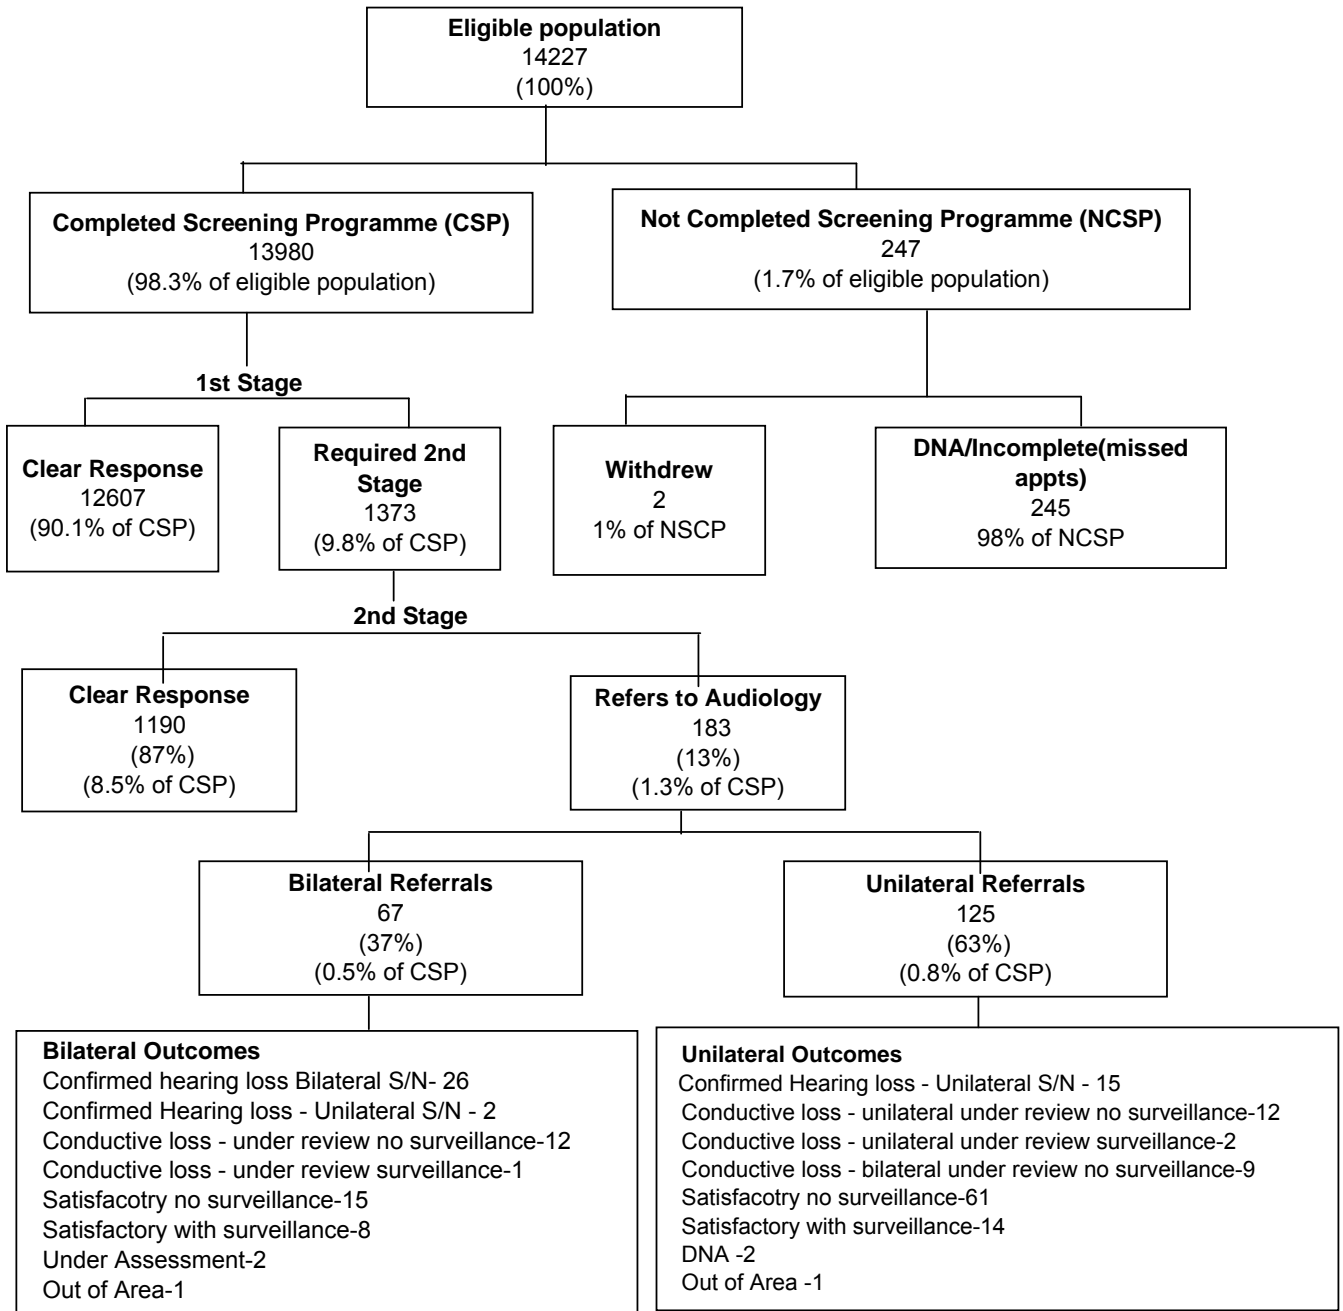 Eligible population
14227
(100%)
Completed Screening Programme (CSP)
13980
(98.3% of eligible population)
Not Completed Screening Programme (NCSP)
247
(1.7% of eligible population)
1st Stage
Clear Response
12607
(90.1% of CSP)
Required 2nd
Stage
1373
(9.8% of CSP)
Withdrew
2
1% of NSCP
DNA/Incomplete(missed
appts)
245
98% of NCSP
2nd Stage
Clear Response
1190
(87%)
(8.5% of CSP)
Refers to Audiology
183
(13%)
(1.3% of CSP)
Bilateral Referrals
67
(37%)
(0.5% of CSP)
Unilateral Referrals
125
(63%)
(0.8% of CSP)
Bilateral Outcomes
Confirmed hearing loss Bilateral S/N- 26
Confirmed Hearing loss - Unilateral S/N - 2
Conductive loss - under review no surveillance-12
Conductive loss - under review surveillance-1
Satisfacotry no surveillance-15
Satisfactory with surveillance-8
Under Assessment-2
Out of Area-1
Unilateral Outcomes
Confirmed Hearing loss - Unilateral S/N - 15
Conductive loss - unilateral under review no surveillance-12
Conductive loss - unilateral under review surveillance-2
Conductive loss - bilateral under review no surveillance-9
Satisfacotry no surveillance-61
Satisfactory with surveillance-14
DNA -2
Out of Area -1